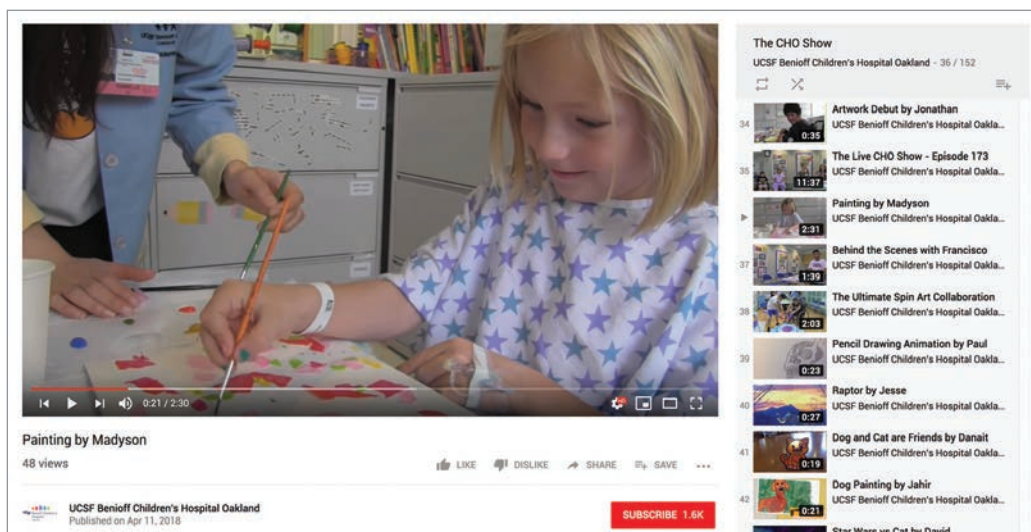 UCSF
0:21 / 2:30
Painting by Madyson
48 views
LIKE
DISLIKE
SHARE
SAVE
UCSF Benioff Children's Hospital Oakland
Published on Apr 11, 2018
SUBSCRIBE 1.6K
The CHO Show
UCSF Benioff Children's Hospital Oakland - 36 / 152
34
0:35
Artwork Debut by Jonathan
UCSF Benioff Children's Hospital Oakla...
35
11:37
The Live CHO Show - Episode 173
UCSF Benioff Children's Hospital Oakla...
2:31
Painting by Madyson
UCSF Benioff Children's Hospital Oakla...
37
1:39
Behind the Scenes with Francisco
UCSF Benioff Children's Hospital Oakla...
38
2:03
The Ultimate Spin Art Collaboration
UCSF Benioff Children's Hospital Oakla...
39
0:23
Pencil Drawing Animation by Paul
UCSF Benioff Children's Hospital Oakla...
40
0:27
Raptor by Jesse
UCSF Benioff Children's Hospital Oakla...
41
0:19
Dog and Cat are Friends by Danait
UCSF Benioff Children's Hospital Oakla...
42
0:21
Dog Painting by Jahir
UCSF Benioff Children's Hospital Oakla...
Star Wars vs Cat by David